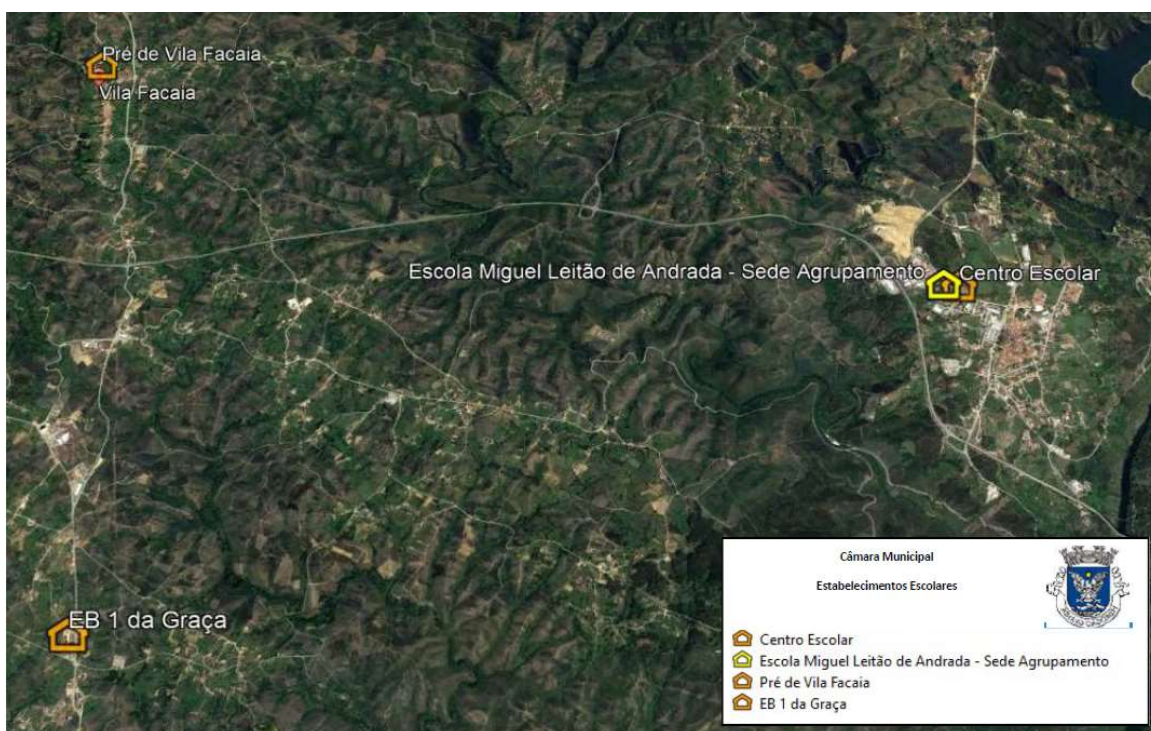 Pré de Vila Facaia
Vila Facaia
Escola Miguel Leitão de Andrada - Sede Agrupamento
Centro Escolar
EB 1 da Graça
Câmara Municipal
Estabelecimentos Escolares
Centro Escolar
Escola Miguel Leitão de Andrada - Sede Agrupamento
Pré de Vila Facaia
EB 1 da Graça